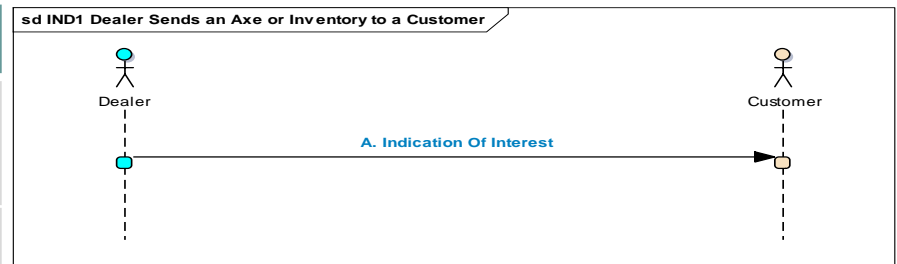 sd IND1 Dealer Sends an Axe or Inventory to a Customer
Dealer
Customer
A. Indication Of Interest